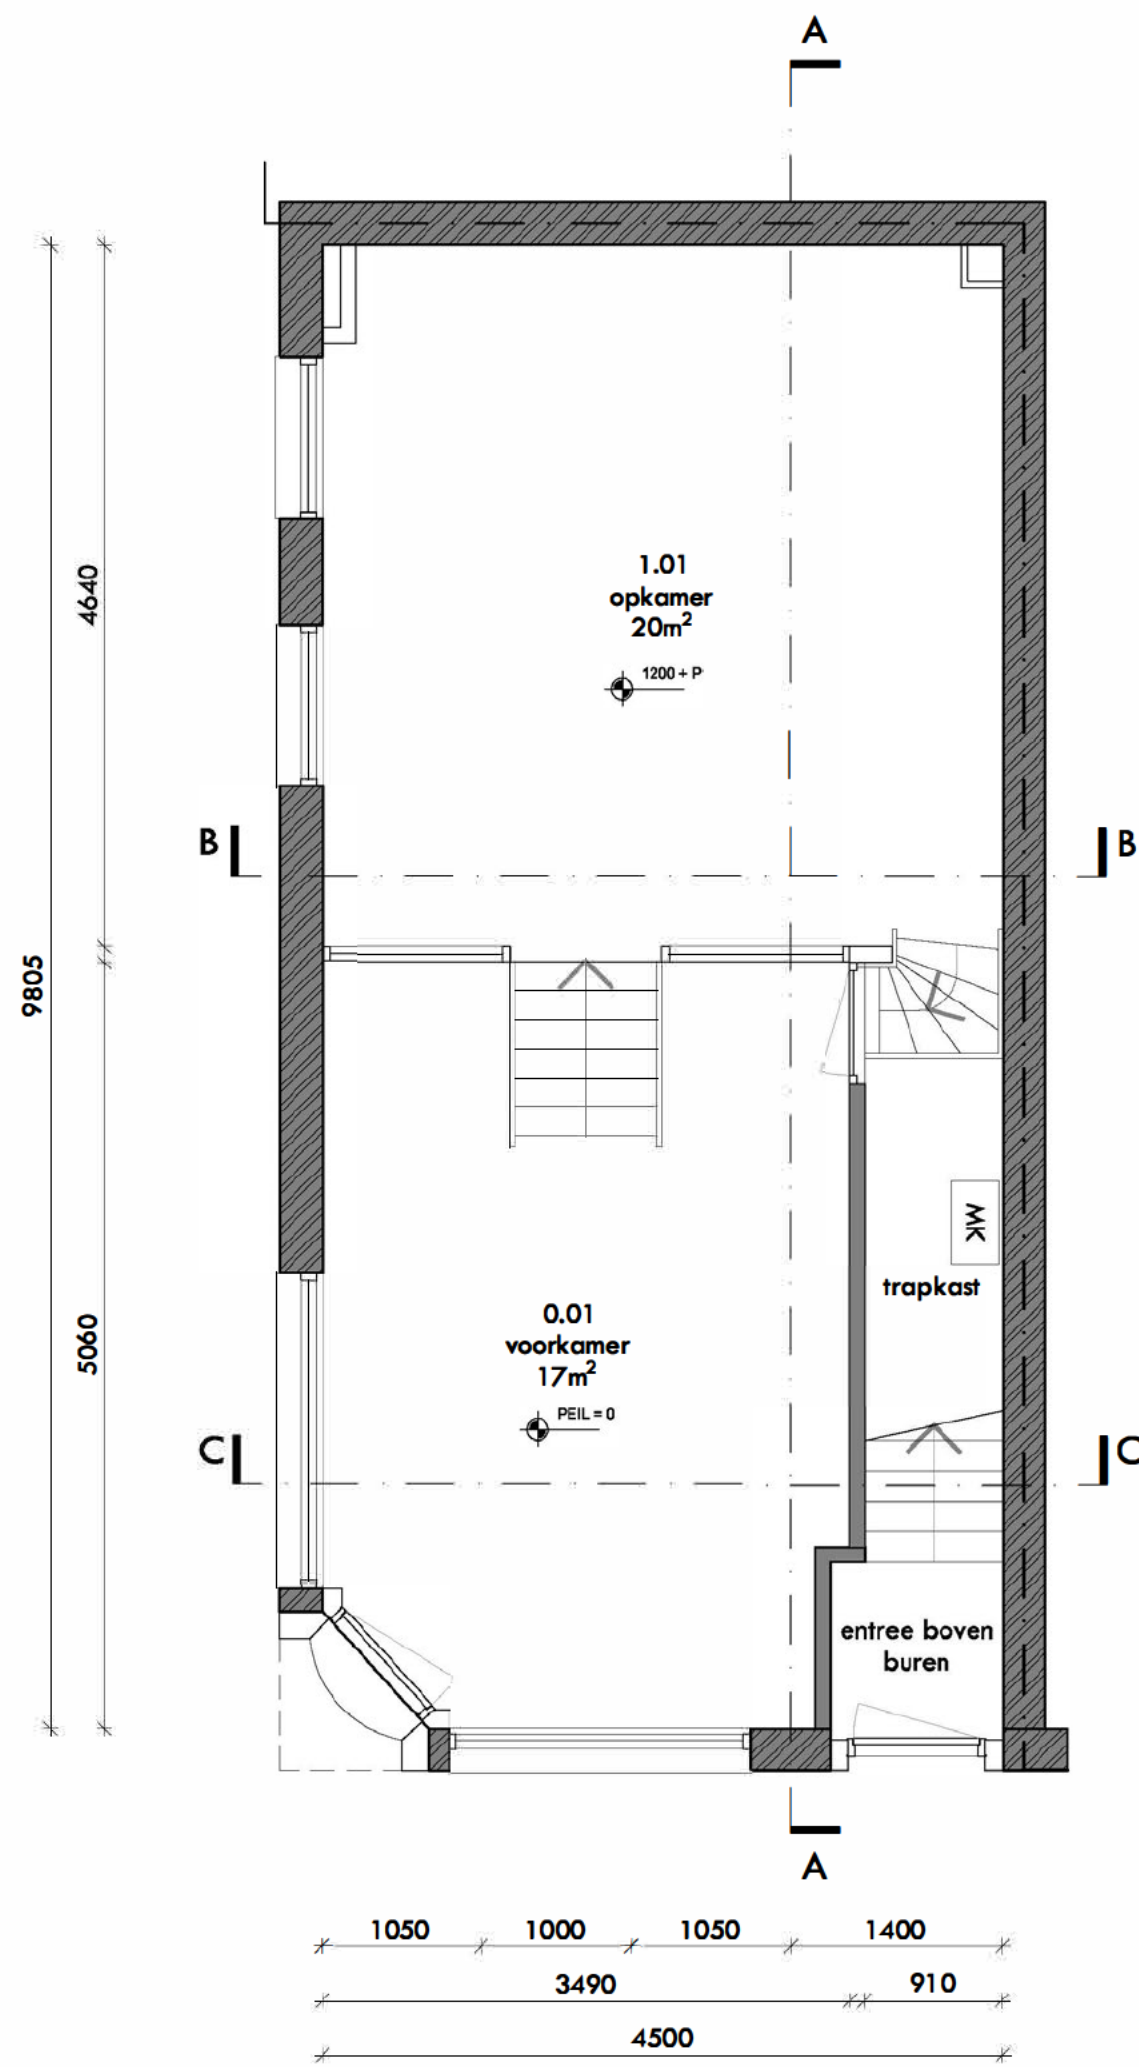 A
4640
1.01
opkamer
20m²
1200 + P
B
B
9805
MK
trapkast
5060
0.01
voorkamer
17m²
PEIL = 0
C
C
entree boven
buren
A
1050 1000 1050 1400
3490 910
4500